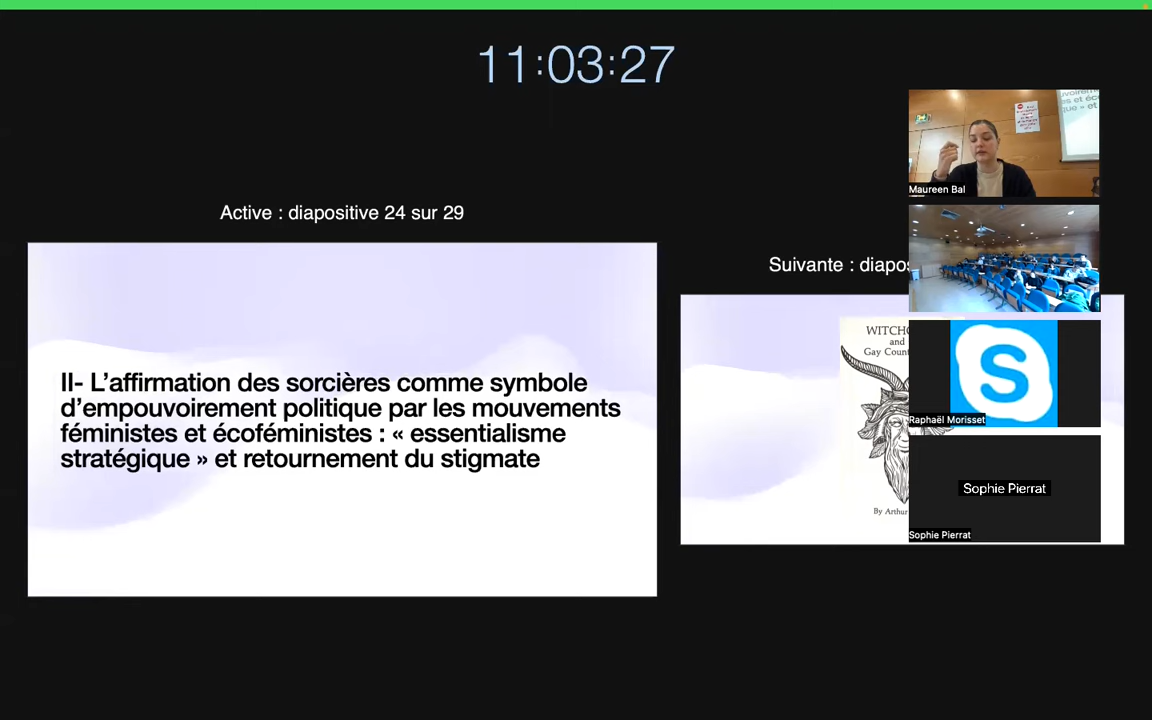 11:03:27
Active : diapositive 24 sur 29
II- L’affirmation des sorcières comme symbole
d’empouvoirement politique par les mouvements
féministes et écoféministes : « essentialisme
stratégique » et retournement du stigmate
Suivante : diapos
and
Gay Count
By Arthur
Maureen Bal
Raphaël Morisset
Sophie Pierrat
Sophie Pierrat